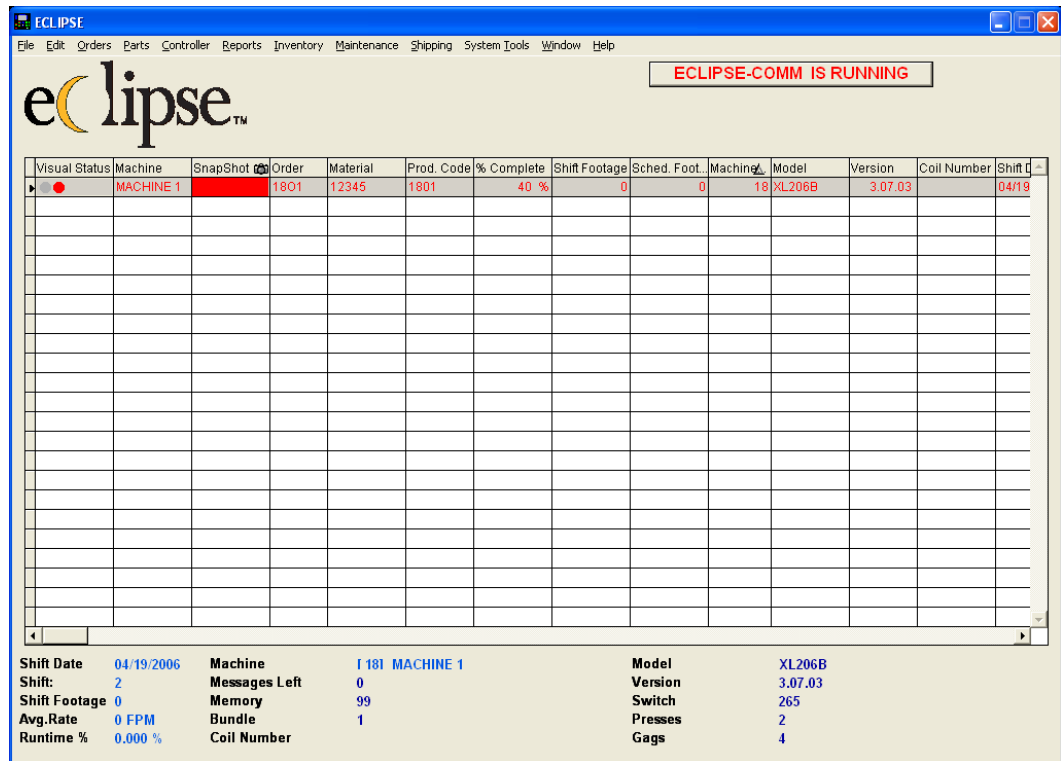 ECLIPSE
File Edit Orders Parts Controller Reports Inventory Maintenance Shipping System Tools Window Help
ECLIPSE-COMM IS RUNNING
eclipse TM
Visual Status Machine SnapShot Order Material Prod. Code % Complete Shift Footage Sched. Foot... Machine Model Version Coil Number Shift D
MACHINE 1 18O1 12345 1801 40 % 0 0 18 XL206B 3.07.03 04/19
Shift Date 04/19/2006 Machine [ 18] MACHINE 1 Model XL206B
Shift: 2 Messages Left 0 Version 3.07.03
Shift Footage 0 Memory 99 Switch 265
Avg.Rate 0 FPM Bundle 1 Presses 2
Runtime % 0.000 % Coil Number Gags 4